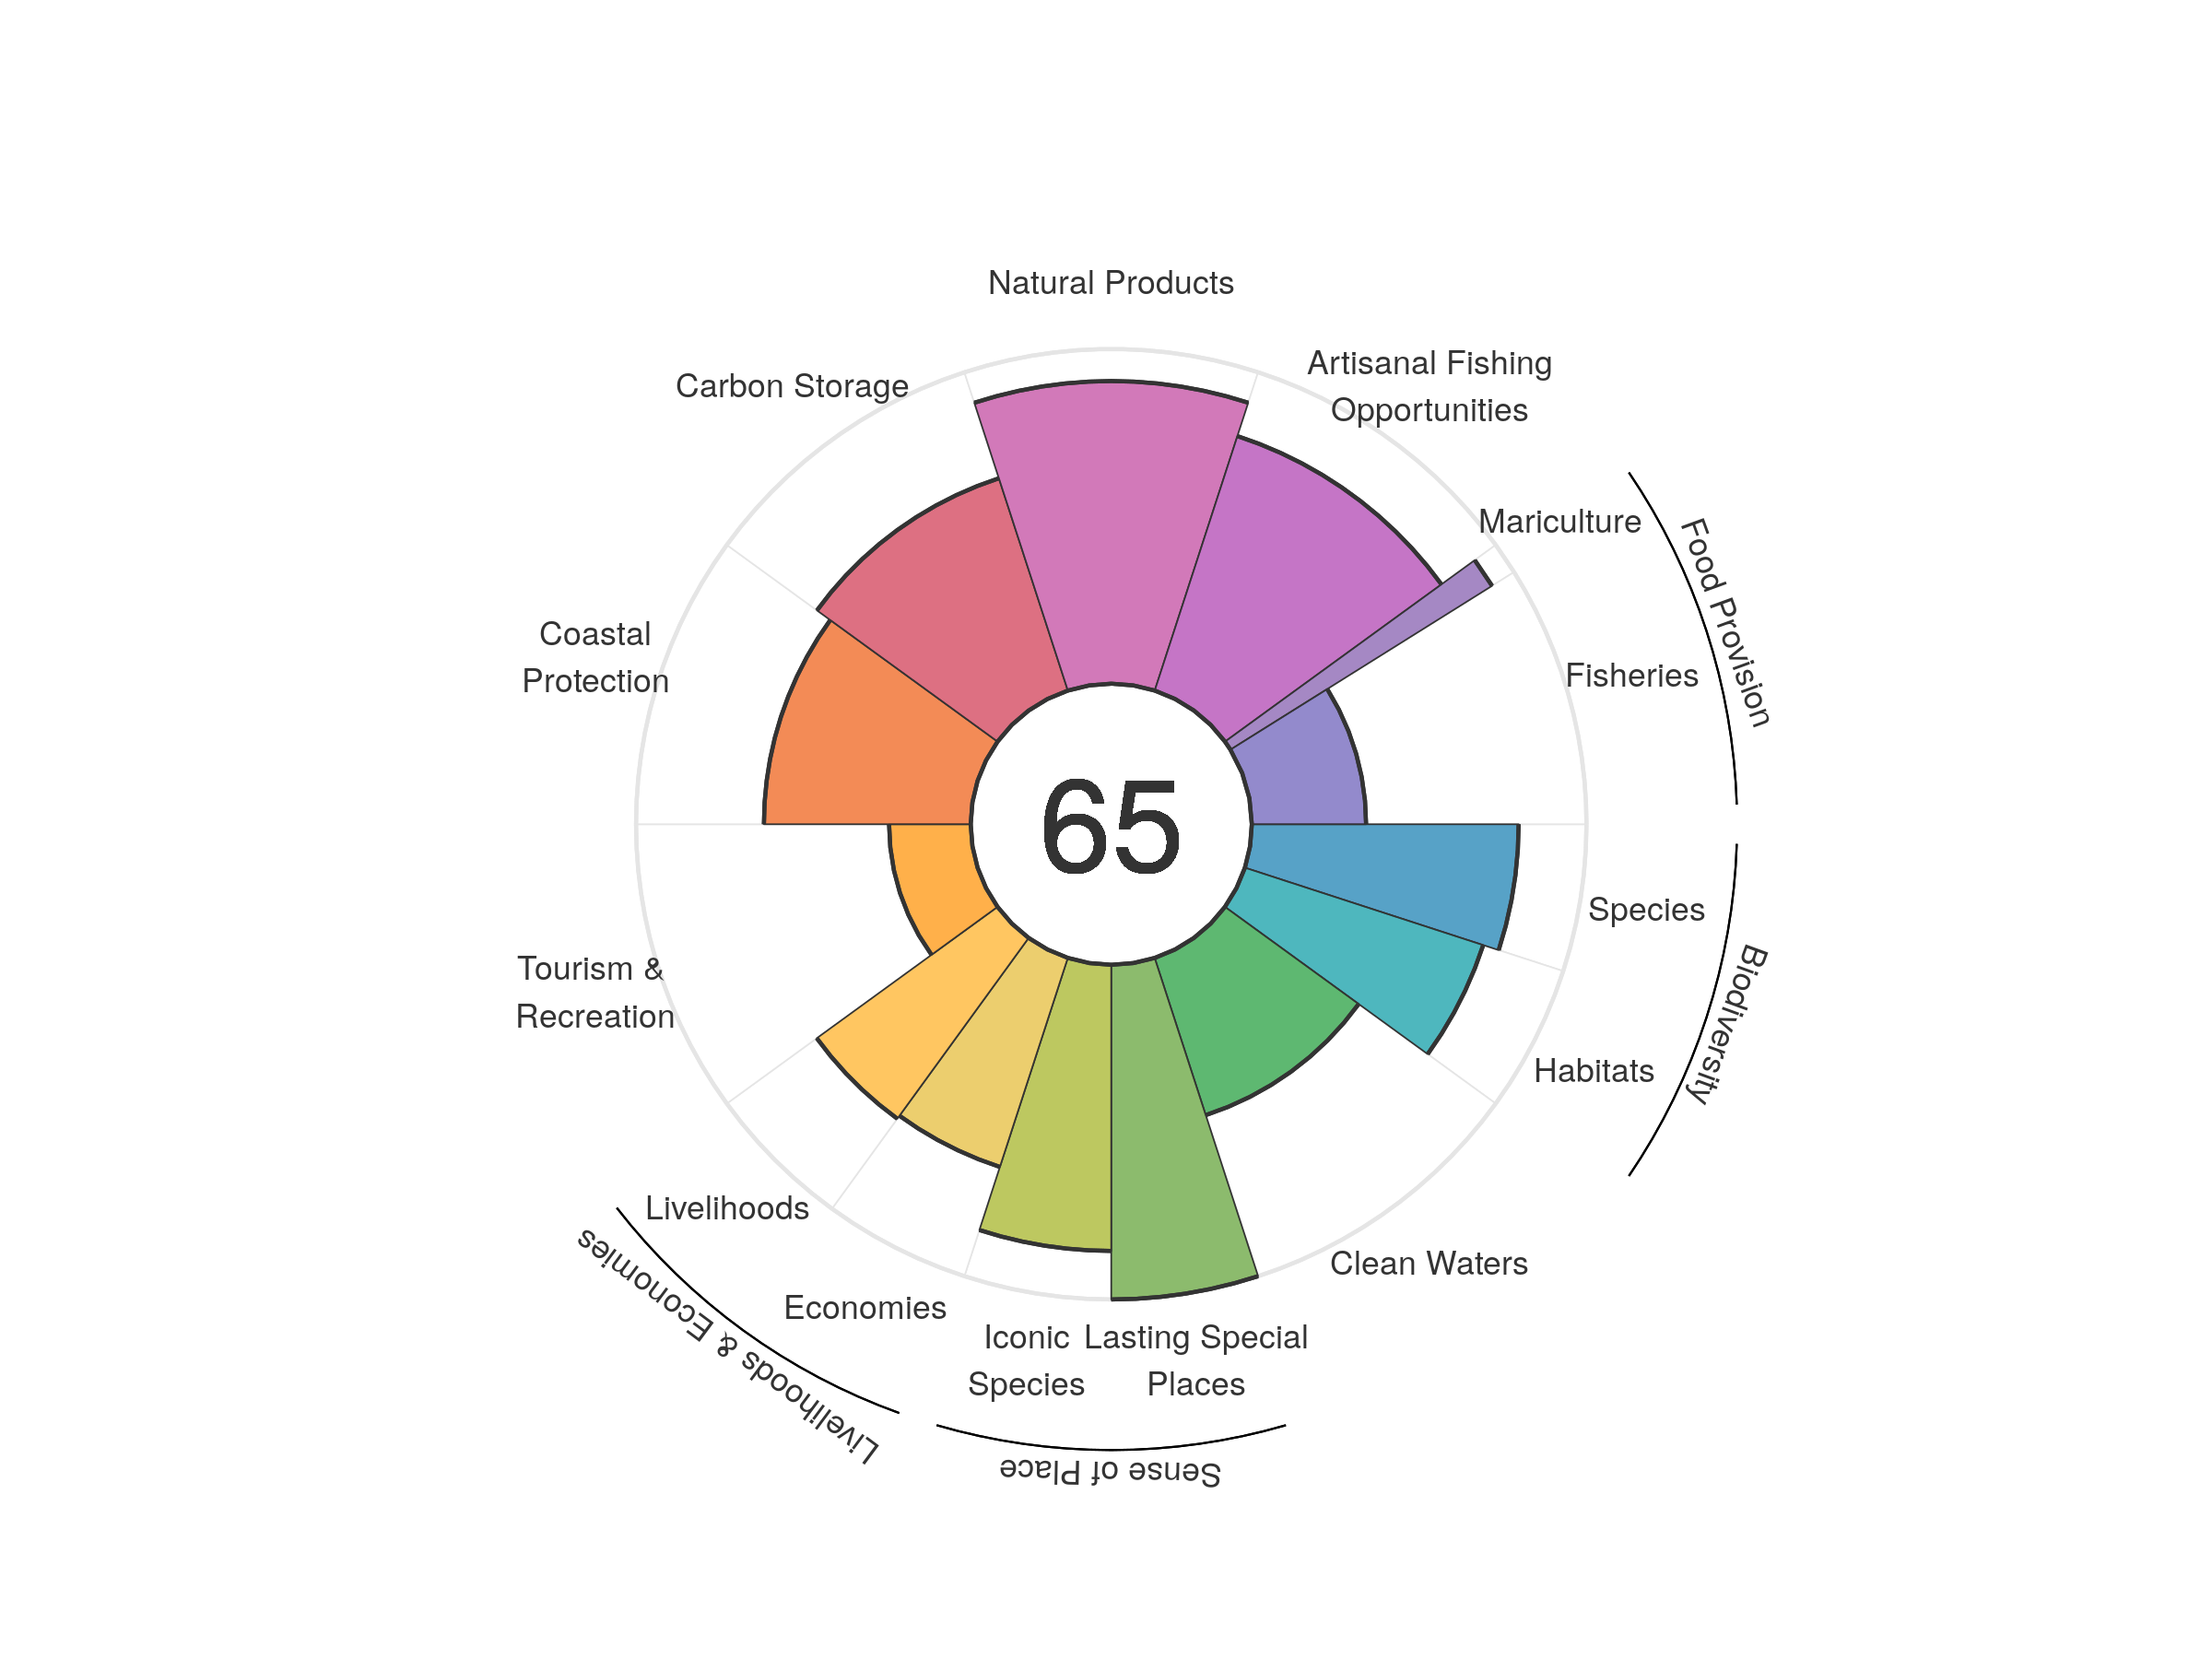 Natural Products
Artisanal Fishing
Opportunities
Carbon Storage
Mariculture
Food Provision
Coastal
Protection
Fisheries
65
Species
Biodiversity
Tourism &
Recreation
Habitats
Livelihoods
Clean Waters
Livelihoods & Economies
Economies
Iconic
Species
Lasting Special
Places
Sense of Place